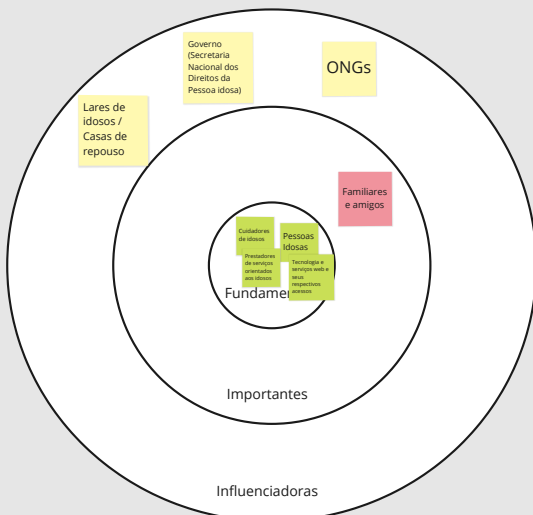 Governo
(Secretaria
Nacional dos
Direitos da
Pessoa idosa)
ONGs
Lares de
idosos /
Casas de
repouso
Familiares
e amigos
Cuidadores
de idosos
Pessoas
Idosas
Prestadores
de serviços
orientados
aos idosos
Tecnologia e
serviços web e
seus
respectivos
acessos
Fundamen
Importantes
Influenciadoras